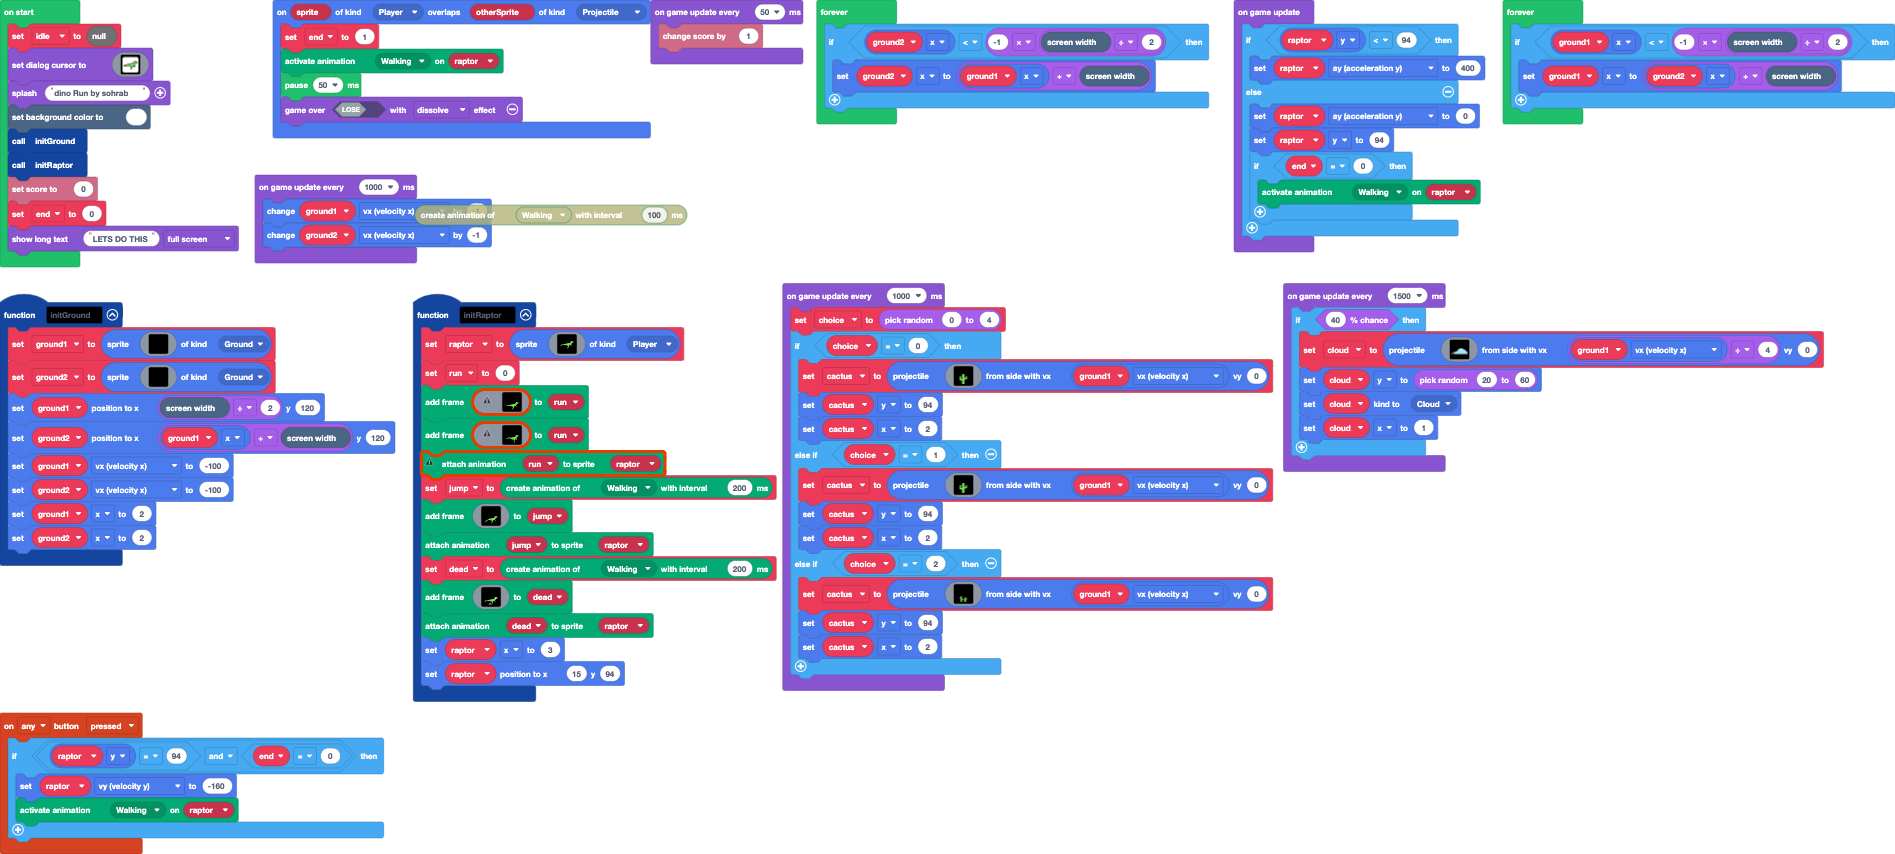 on start
set idle to null
set dialog cursor to
splash "dino Run by sohrab"
set background color to
call initGround
call initRaptor
set score to 0
set end to 0
show long text "LETS DO THIS" full screen
on sprite of kind Player overlaps otherSprite of kind Projectile
set end to 1
activate animation Walking on raptor
pause 50 ms
game over LOSE with dissolve effect
on game update every 50 ms
change score by 1
on game update every 1000 ms
change ground1 vx (velocity x)
change ground2 vx (velocity x) by -1
create animation of Walking with interval 100 ms
forever
if ground2 x < -1 × screen width ÷ 2 then
set ground2 x to ground1 x + screen width
on game update
if raptor y < 94 then
set raptor ay (acceleration y) to 400
else
set raptor ay (acceleration y) to 0
set raptor y to 94
if end = 0 then
activate animation Walking on raptor
forever
if ground1 x < -1 × screen width ÷ 2 then
set ground1 x to ground2 x + screen width
function initGround
set ground1 to sprite of kind Ground
set ground2 to sprite of kind Ground
set ground1 position to x screen width ÷ 2 y 120
set ground2 position to x ground1 x + screen width y 120
set ground1 vx (velocity x) to -100
set ground2 vx (velocity x) to -100
set ground1 x to 2
set ground2 x to 2
function initRaptor
set raptor to sprite of kind Player
set run to 0
add frame to run
add frame to run
attach animation run to sprite raptor
set jump to create animation of Walking with interval 200 ms
add frame to jump
attach animation jump to sprite raptor
set dead to create animation of Walking with interval 200 ms
add frame to dead
attach animation dead to sprite raptor
set raptor x to 3
set raptor position to x 15 y 94
on game update every 1000 ms
set choice to pick random 0 to 4
if choice = 0 then
set cactus to projectile from side with vx ground1 vx (velocity x) vy 0
set cactus y to 94
set cactus x to 2
else if choice = 1 then
set cactus to projectile from side with vx ground1 vx (velocity x) vy 0
set cactus y to 94
set cactus x to 2
else if choice = 2 then
set cactus to projectile from side with vx ground1 vx (velocity x) vy 0
set cactus y to 94
set cactus x to 2
on game update every 1500 ms
if 40 % chance then
set cloud to projectile from side with vx ground1 vx (velocity x) ÷ 4 vy 0
set cloud y to pick random 20 to 60
set cloud kind to Cloud
set cloud x to 1
on any button pressed
if raptor y = 94 and end = 0 then
set raptor vy (velocity y) to -160
activate animation Walking on raptor